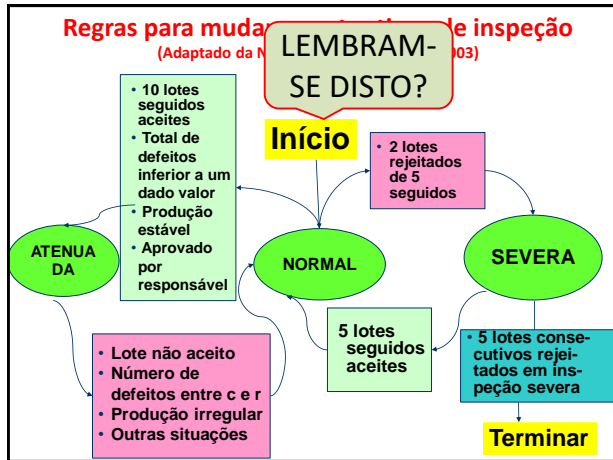 Regras para muda
de inspeção
(Adaptado da N
003)
LEMBRAM-
SE DISTO?
Início
• 10 lotes
seguidos
aceites
• Total de
defeitos
inferior a um
dado valor
• Produção
estável
• Aprovado
por
responsável
• 2 lotes
rejeitados
de 5
seguidos
ATENUA
DA
NORMAL
SEVERA
5 lotes
seguidos
aceites
• 5 lotes conse-
cutivos rejei-
tados em ins-
peção severa
• Lote não aceito
• Número de
defeitos entre c e r
• Produção irregular
• Outras situações
Terminar